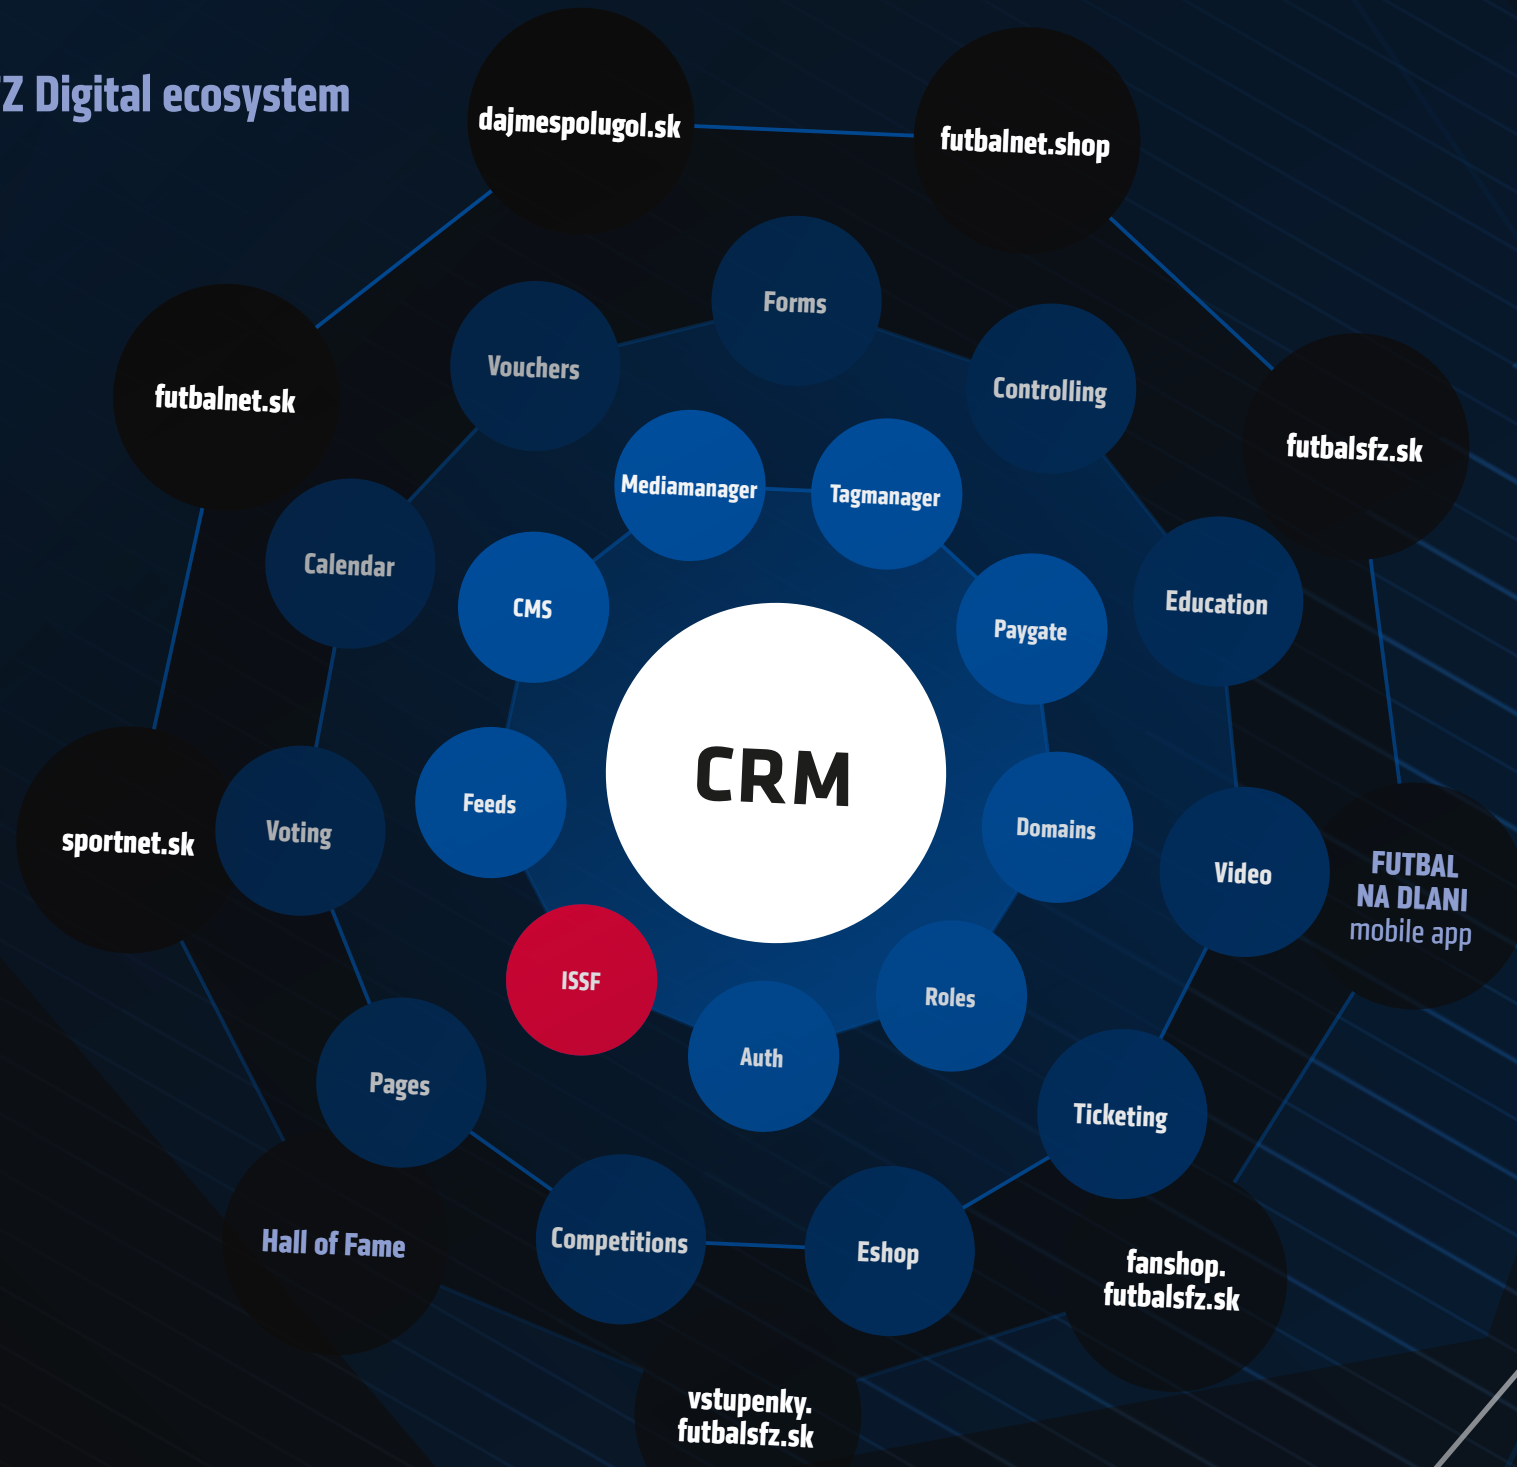 Z Digital ecosystem
dajmespolugol.sk
futbalnet.shop
Forms
Vouchers
Controlling
futbalnet.sk
futbalsfz.sk
Mediamanager
Tagmanager
Calendar
CMS
Paygate
Education
CRM
Feeds
Domains
sportnet.sk
Voting
Video
FUTBAL
NA DLANI
mobile app
ISSF
Roles
Auth
Pages
Ticketing
Hall of Fame
Competitions
Eshop
fanshop.
futbalsfz.sk
vstupenky.
futbalsfz.sk